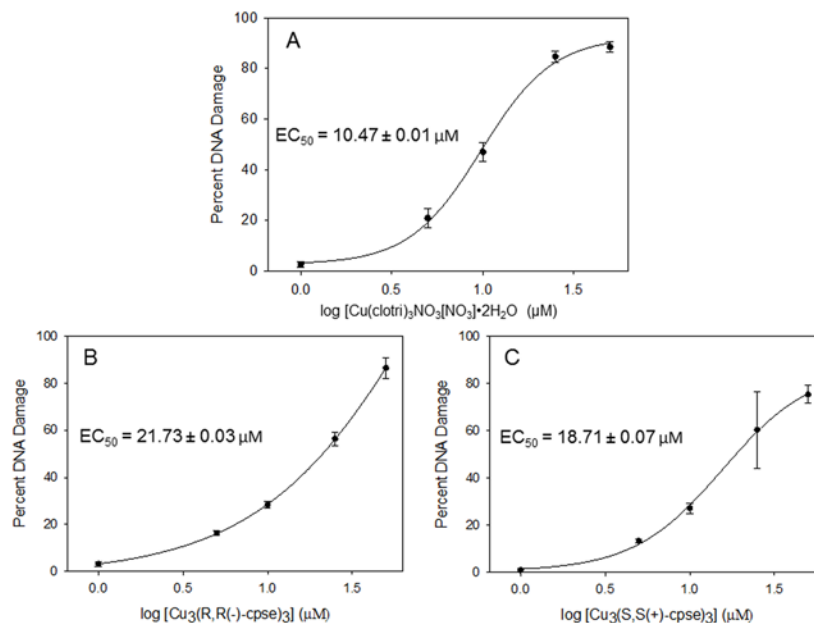 A
100
80
60
40
20
0
Percent DNA Damage
EC₅₀ = 10.47 ± 0.01 µM
0.0 0.5 1.0 1.5
log [Cu(clotri)₃NO₃[NO₃]•2H₂O (µM)
B
100
80
60
40
20
0
Percent DNA Damage
EC₅₀ = 21.73 ± 0.03 µM
0.0 0.5 1.0 1.5
log [Cu₃(R,R(-)-cpse)₃] (µM)
C
100
80
60
40
20
0
Percent DNA Damage
EC₅₀ = 18.71 ± 0.07 µM
0.0 0.5 1.0 1.5
log [Cu₃(S,S(+)-cpse)₃] (µM)